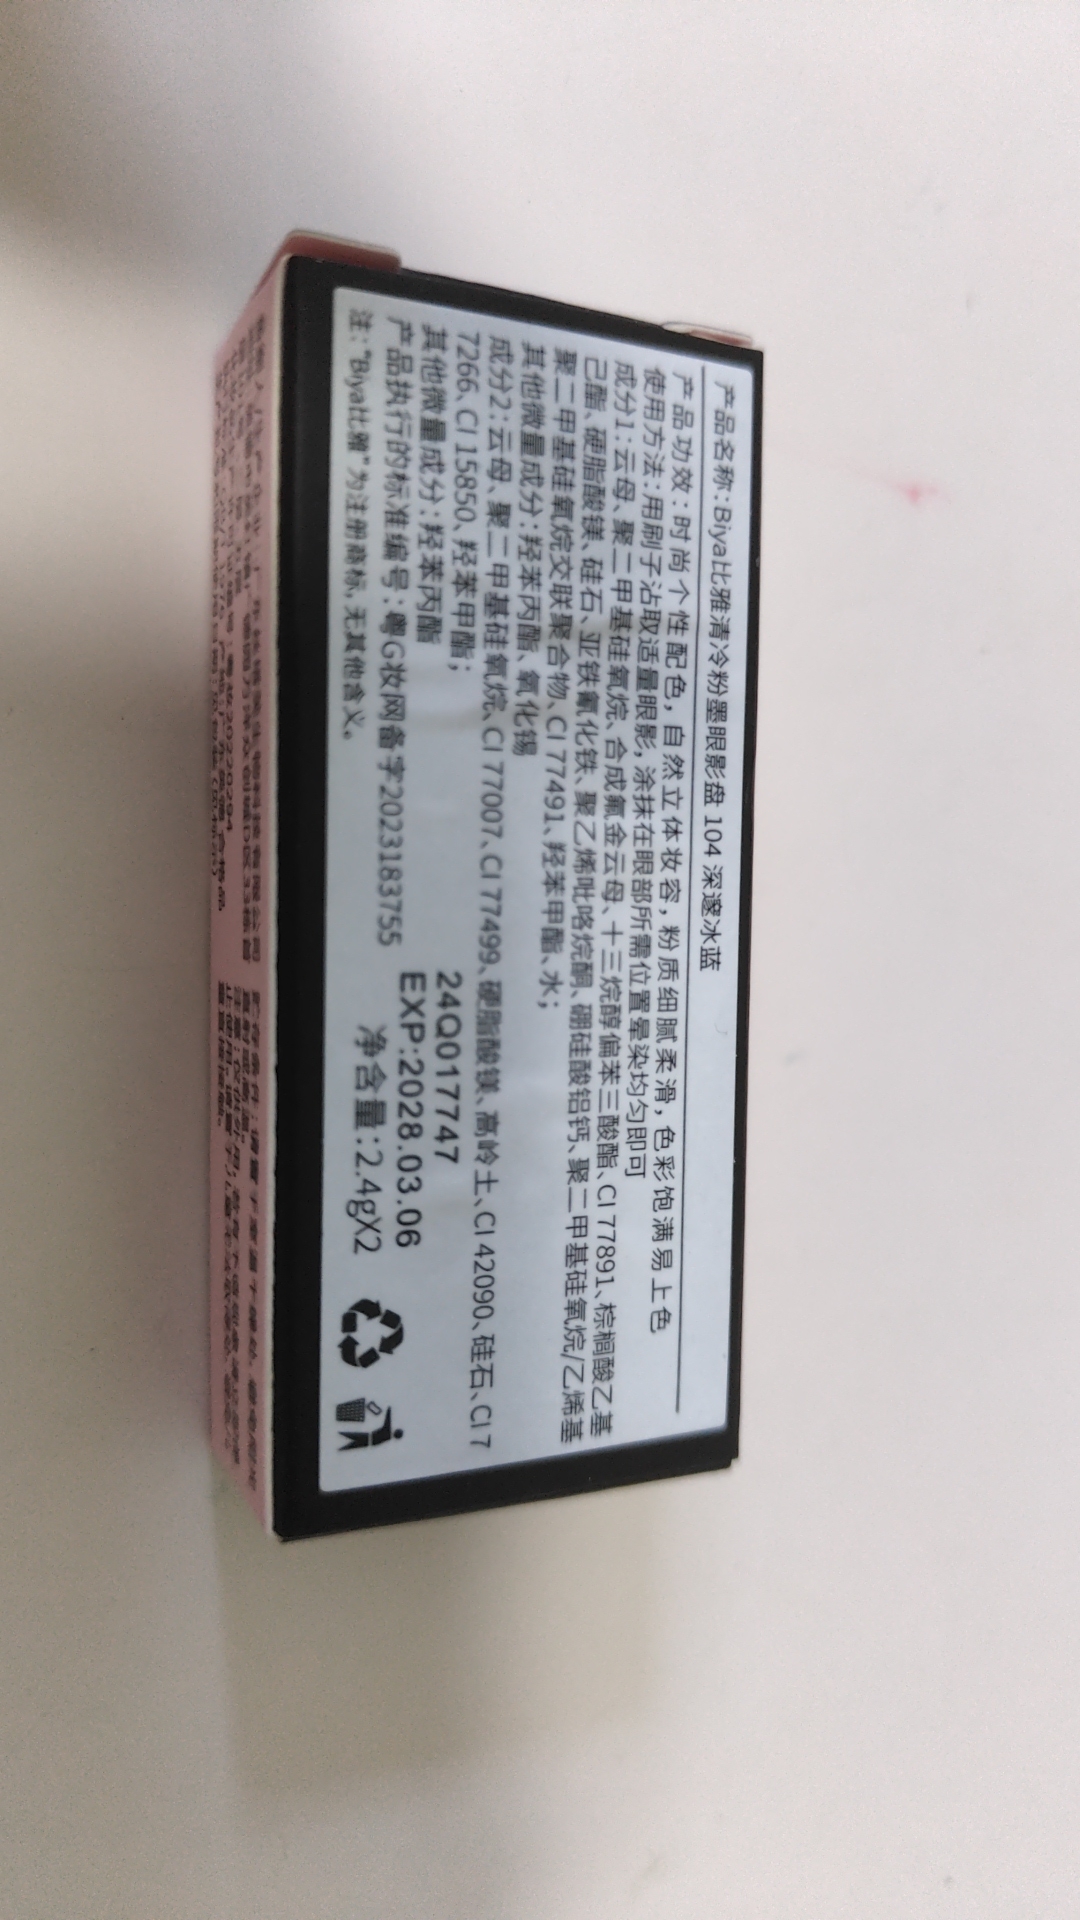 产品名称:Biya比雅清冷粉墨眼影盘 104 深邃冰蓝
产品功效:时尚个性配色,自然立体妆容,粉质细腻柔滑,色彩饱满易上色
使用方法:用刷子沾取适量眼影,涂抹在眼部所需位置晕染均匀即可
成分1:云母、聚二甲基硅氧烷、合成氟金云母、十三烷醇偏苯三酸酯、CI 77891、棕榈酸乙基
己酯、硬脂酸镁、硅石、亚铁氰化铁、聚乙烯吡咯烷酮、硼硅酸铝钙、聚二甲基硅氧烷/乙烯基
聚二甲基硅氧烷交联聚合物、CI 77491、羟苯甲酯、水;
其他微量成分:羟苯丙酯、氧化锡
成分2:云母、聚二甲基硅氧烷、CI 77007、CI 77499、硬脂酸镁、高岭土、CI 42090、硅石、CI 7
7266、CI 15850、羟苯甲酯;
其他微量成分:羟苯丙酯
产品执行的标准编号:粤G妆网备字2023183755
注:"Biya比雅"为注册商标,无其他含义。
24Q017747
EXP:2028.03.06
净含量:2.4gX2